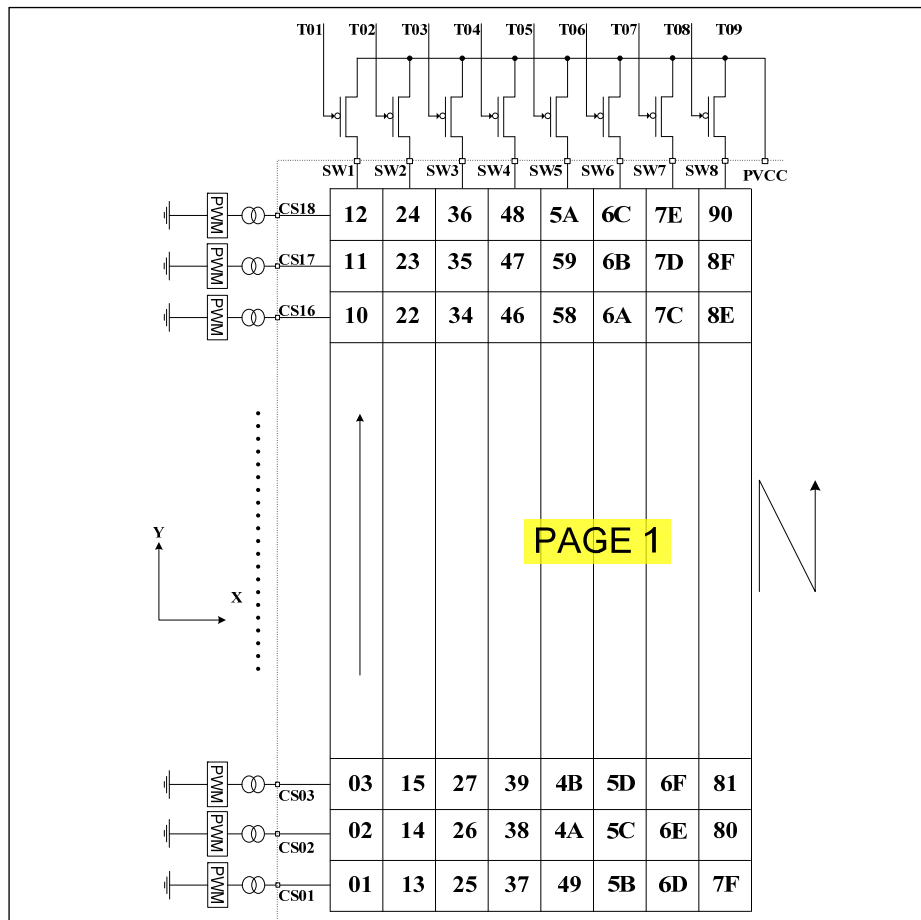 T01 T02 T03 T04 T05 T06 T07 T08 T09
SW1 SW2 SW3 SW4 SW5 SW6 SW7 SW8 PVCC
PWM CS18 12 24 36 48 5A 6C 7E 90
PWM CS17 11 23 35 47 59 6B 7D 8F
PWM CS16 10 22 34 46 58 6A 7C 8E
PAGE 1
Y
X
PWM CS03 03 15 27 39 4B 5D 6F 81
PWM CS02 02 14 26 38 4A 5C 6E 80
PWM CS01 01 13 25 37 49 5B 6D 7F